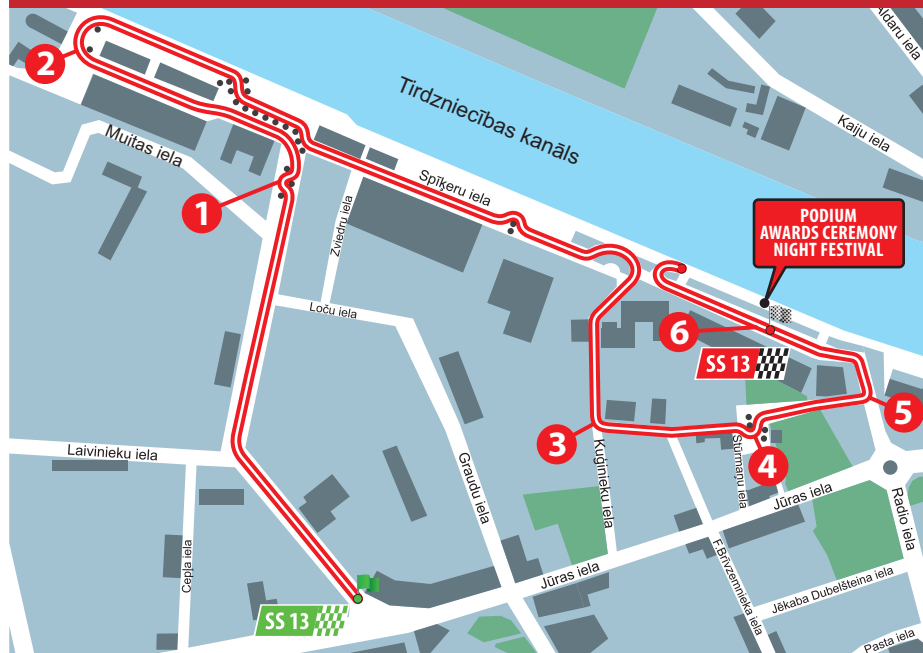 Aldaru iela
2
Tirdzniecības kanāls
Kaiju iela
Muitas iela
1
Spīķeru iela
PODIUM
AWARDS CEREMONY
NIGHT FESTIVAL
Zviedru iela
Loču iela
6
SS 13
5
3
4
Laivinieku iela
Kuģinieku iela
Stūrmaņu iela
Graudu iela
Jūras iela
Radio iela
Cepļa iela
F.Brīvzemnieka iela
Jūras iela
Jēkaba Dubelšteina iela
SS 13
Pasta iela